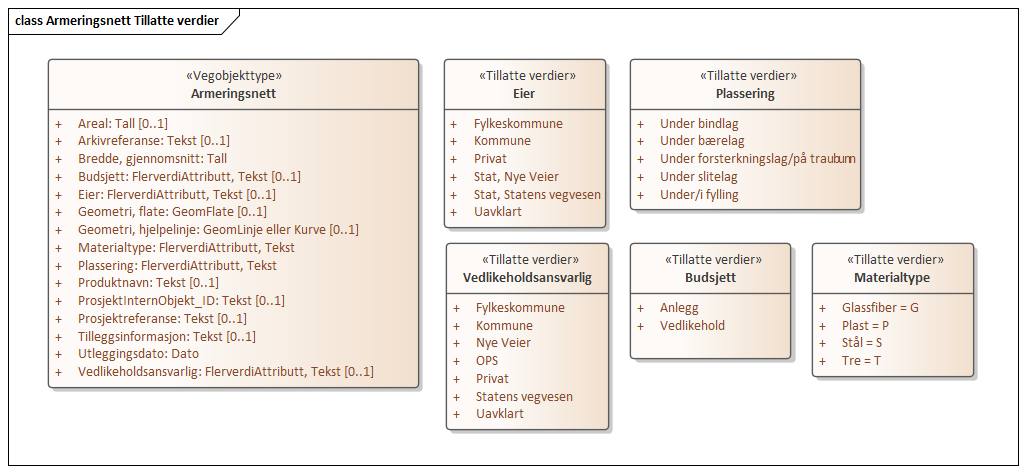 class Armeringsnett Tillatte verdier
«Vegobjekttype»
Armeringsnett
+ Areal: Tall [0..1]
+ Arkivreferanse: Tekst [0..1]
+ Bredde, gjennomsnitt: Tall
+ Budsjett: FlerverdiAttributt, Tekst [0..1]
+ Eier: FlerverdiAttributt, Tekst [0..1]
+ Geometri, flate: GeomFlate [0..1]
+ Geometri, hjelpelinje: GeomLinje eller Kurve [0..1]
+ Materialtype: FlerverdiAttributt, Tekst
+ Plassering: FlerverdiAttributt, Tekst
+ Produktnavn: Tekst [0..1]
+ ProsjektInternObjekt_ID: Tekst [0..1]
+ Prosjektreferanse: Tekst [0..1]
+ Tilleggsinformasjon: Tekst [0..1]
+ Utleggingsdato: Dato
+ Vedlikeholdsansvarlig: FlerverdiAttributt, Tekst [0..1]
«Tillatte verdier»
Eier
+ Fylkeskommune
+ Kommune
+ Privat
+ Stat, Nye Veier
+ Stat, Statens vegvesen
+ Uavklart
«Tillatte verdier»
Plassering
+ Under bindlag
+ Under bærelag
+ Under forsterkningslag/på traubunn
+ Under slitelag
+ Under/i fylling
«Tillatte verdier»
Vedlikeholdsansvarlig
+ Fylkeskommune
+ Kommune
+ Nye Veier
+ OPS
+ Privat
+ Statens vegvesen
+ Uavklart
«Tillatte verdier»
Budsjett
+ Anlegg
+ Vedlikehold
«Tillatte verdier»
Materialtype
+ Glassfiber = G
+ Plast = P
+ Stål = S
+ Tre = T